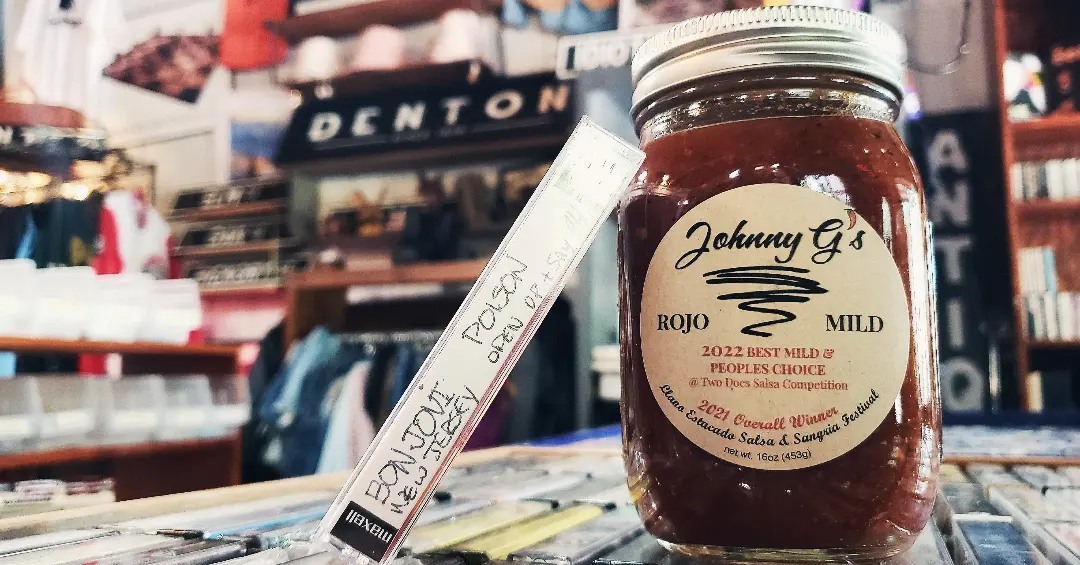 DENTON
ANTIQ
POISON
OPEN UP + Say
BON JOVI
NEW JERSEY
maxell
Johnny G's
ROJO MILD
2022 BEST MILD &
PEOPLES CHOICE
@ Two Docs Salsa Competition
2021 Overall Winner
Llano Estacado Salsa & Sangria Festival
net wt. 16oz (453g)